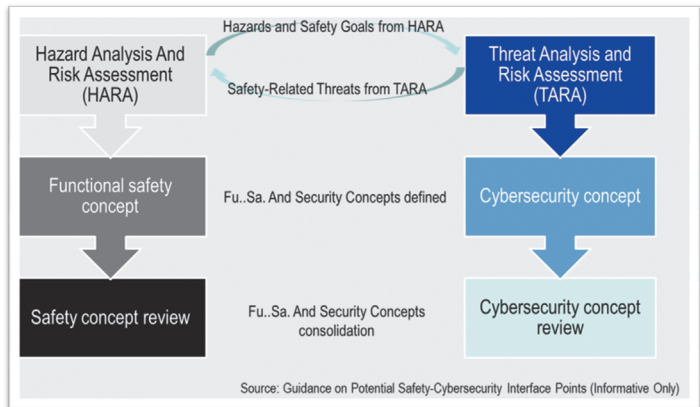 Hazards and Safety Goals from HARA
Hazard Analysis And
Risk Assessment
(HARA)
Threat Analysis and
Risk Assessment
(TARA)
Safety-Related Threats from TARA
Functional safety
concept
Fu..Sa. And Security Concepts defined
Cybersecurity concept
Safety concept review
Fu..Sa. And Security Concepts
consolidation
Cybersecurity concept
review
Source: Guidance on Potential Safety-Cybersecurity Interface Points (Informative Only)